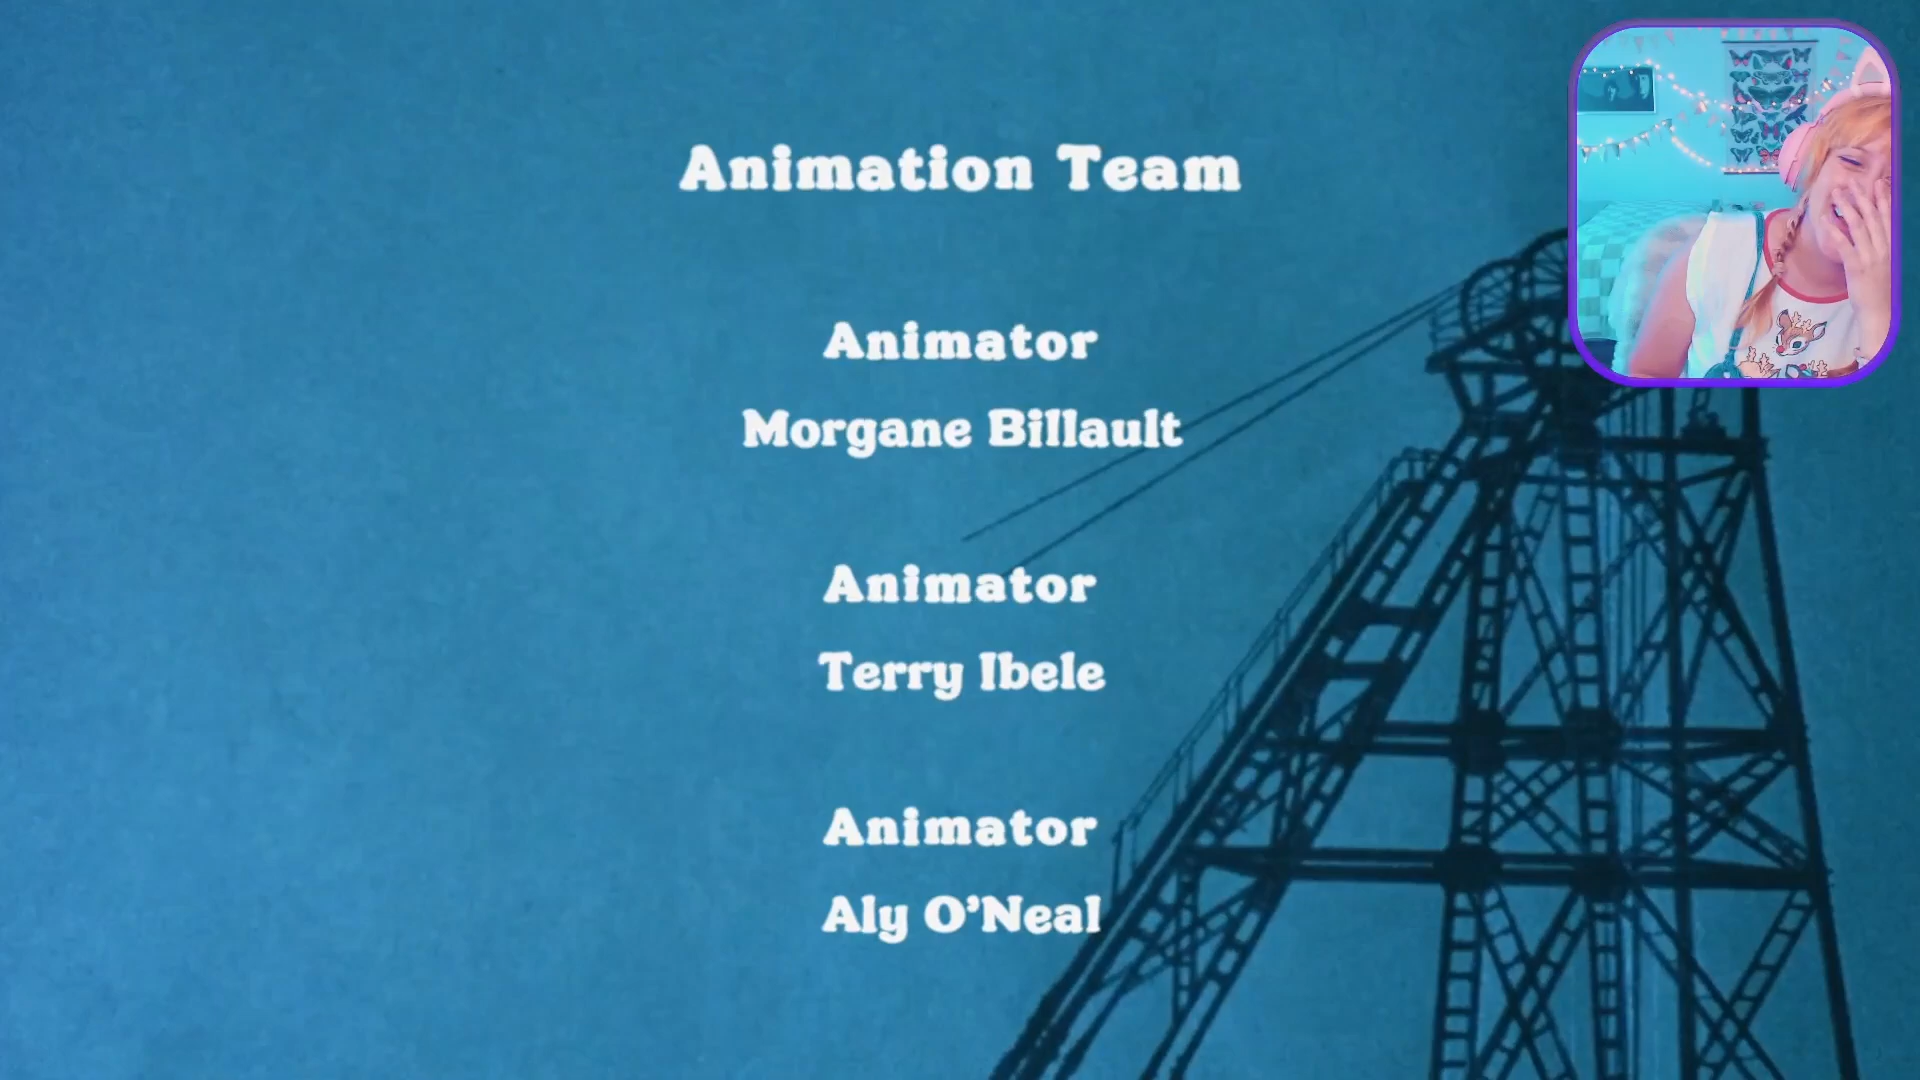 Animation Team
Animator
Morgane Billault
Animator
Terry Ibele
Animator
Aly O'Neal